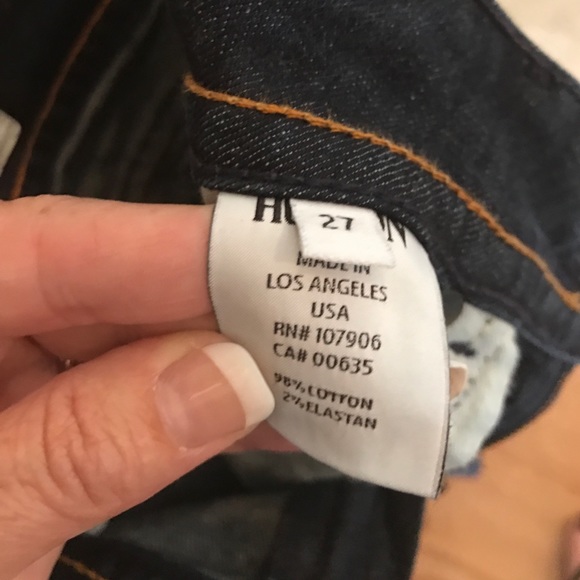 27
MADE IN
LOS ANGELES
USA
RN# 107906
CA# 00635
98% COTTON
2% ELASTAN